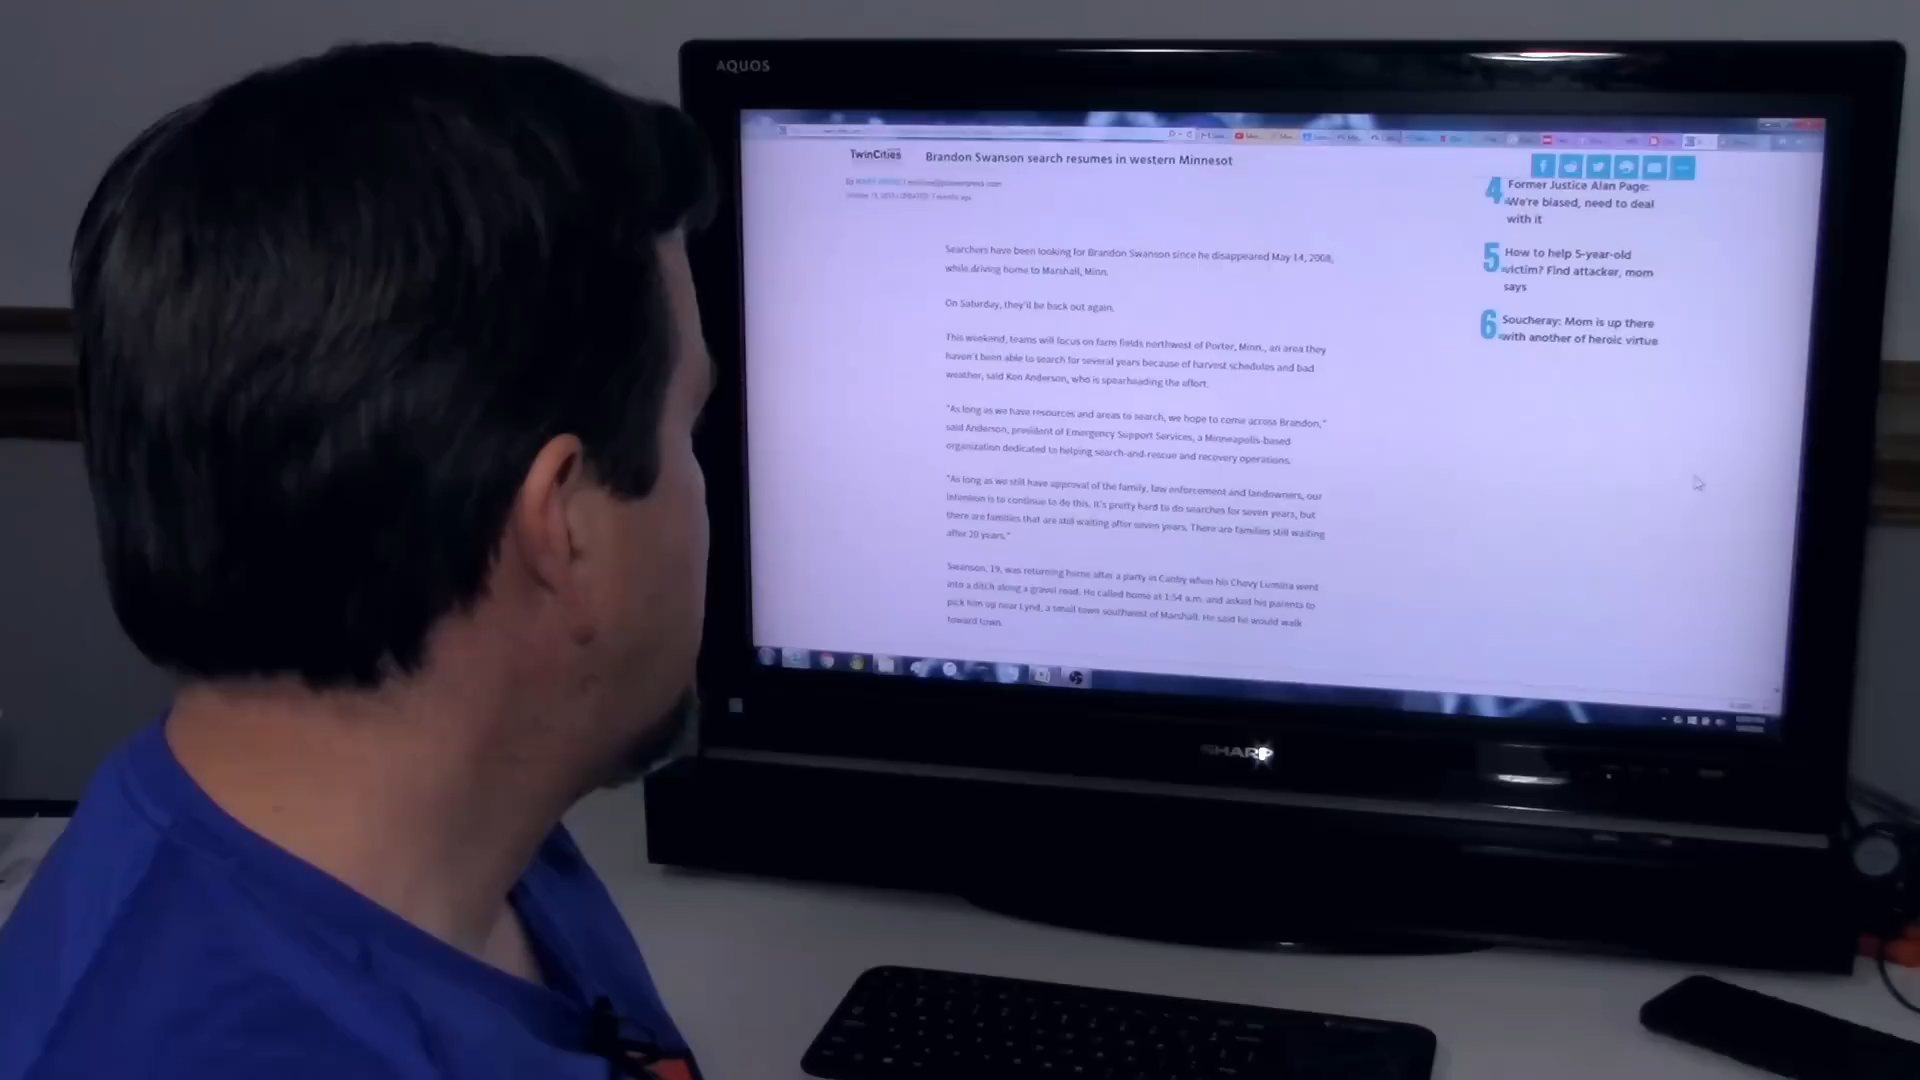 AQUOS
TwinCities
Brandon Swanson search resumes in western Minnesot
Searchers have been looking for Brandon Swanson since he disappeared May 14, 2008,
while driving home to Marshall, Minn.
On Saturday, they'll be back out again.
This weekend, teams will focus on farm fields northwest of Porter, Minn., an area they
haven't been able to search for several years because of harvest schedules and bad
weather, said Ken Anderson, who is spearheading the effort.
"As long as we have resources and areas to search, we hope to come across Brandon,"
said Anderson, president of Emergency Support Services, a Minneapolis-based
organization dedicated to helping search-and-rescue and recovery operations.
"As long as we still have approval of the family, law enforcement and landowners, our
intention is to continue to do this. It's pretty hard to do searches for seven years, but
there are families that are still waiting after seven years. There are families still waiting
after 20 years."
Swanson, 19, was returning home after a party in Canby when his Chevy Lumina went
into a ditch along a gravel road. He called home at 1:54 a.m. and asked his parents to
pick him up near Lynd, a small town southwest of Marshall. He said he would walk
toward town.
4 Former Justice Alan Page:
We're biased, need to deal
with it
5 How to help 5-year-old
victim? Find attacker, mom
says
6 Soucheray: Mom is up there
with another of heroic virtue
SHARP